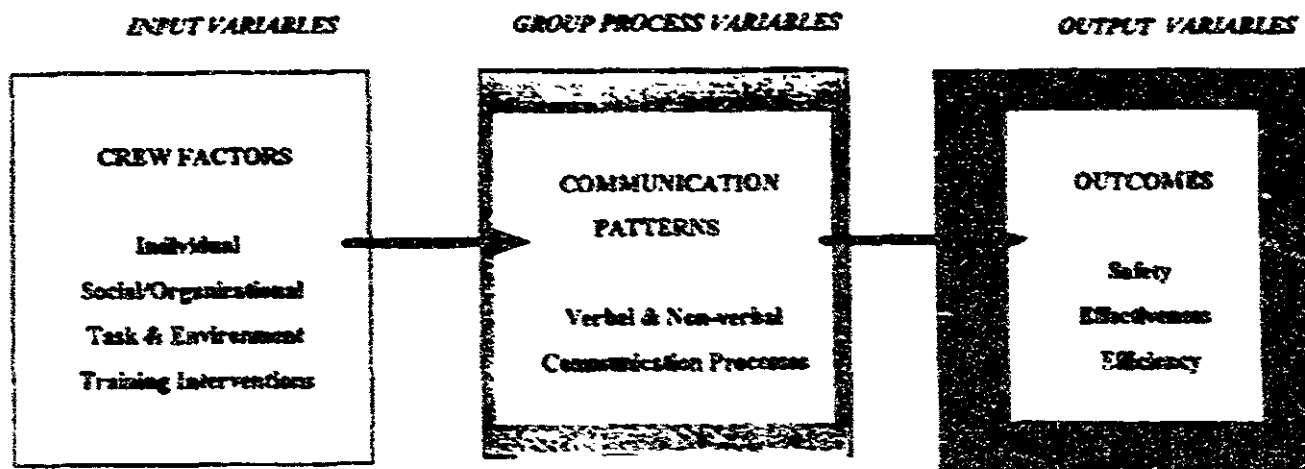 INPUT VARIABLES
GROUP PROCESS VARIABLES
OUTPUT VARIABLES
CREW FACTORS
Individual
Social/Organizational
Task & Environment
Training Interventions
COMMUNICATION
PATTERNS
Verbal & Non-verbal
Communication Processes
OUTCOMES
Safety
Effectiveness
Efficiency